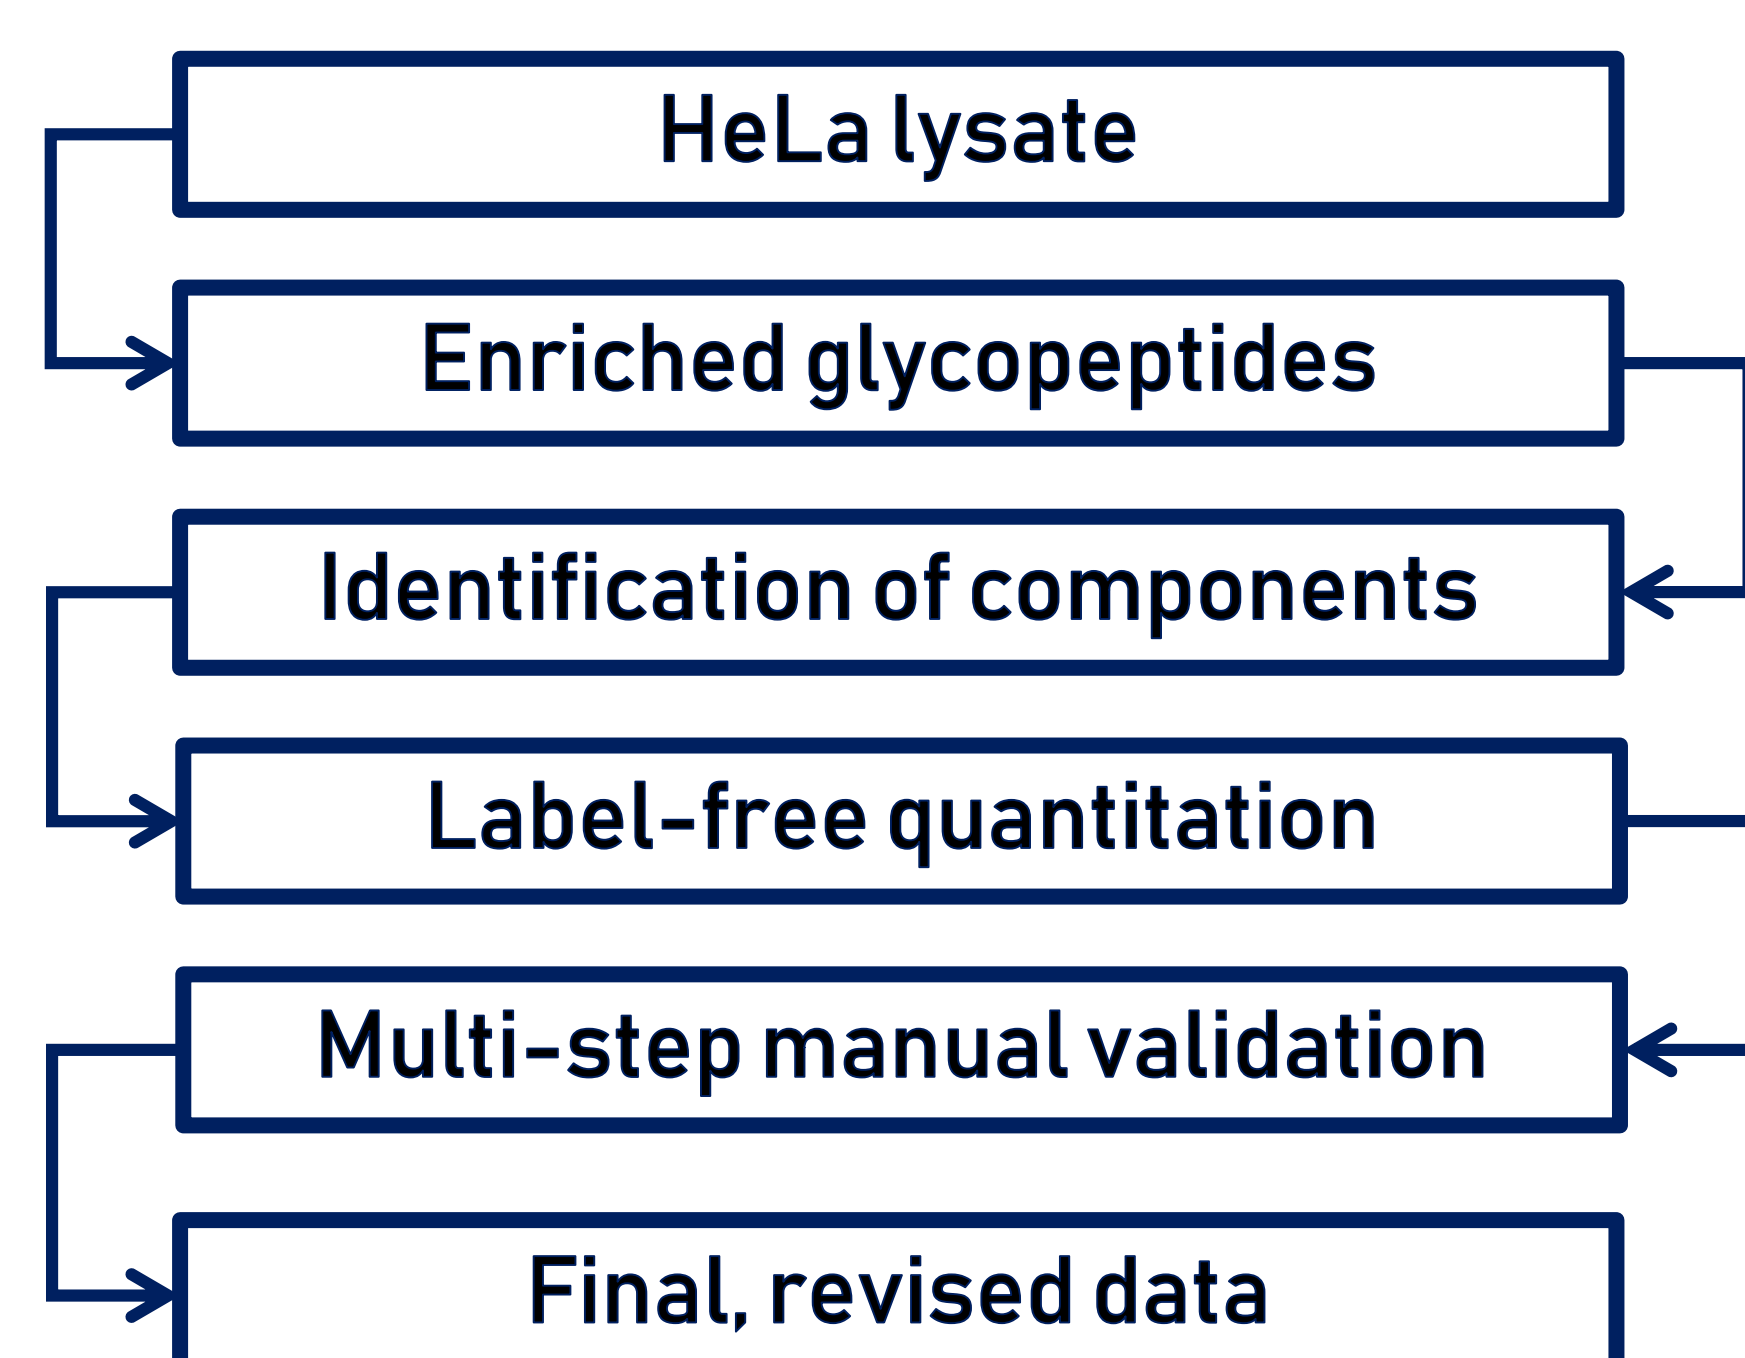 HeLa lysate
Enriched glycopeptides
Identification of components
Label-free quantitation
Multi-step manual validation
Final, revised data